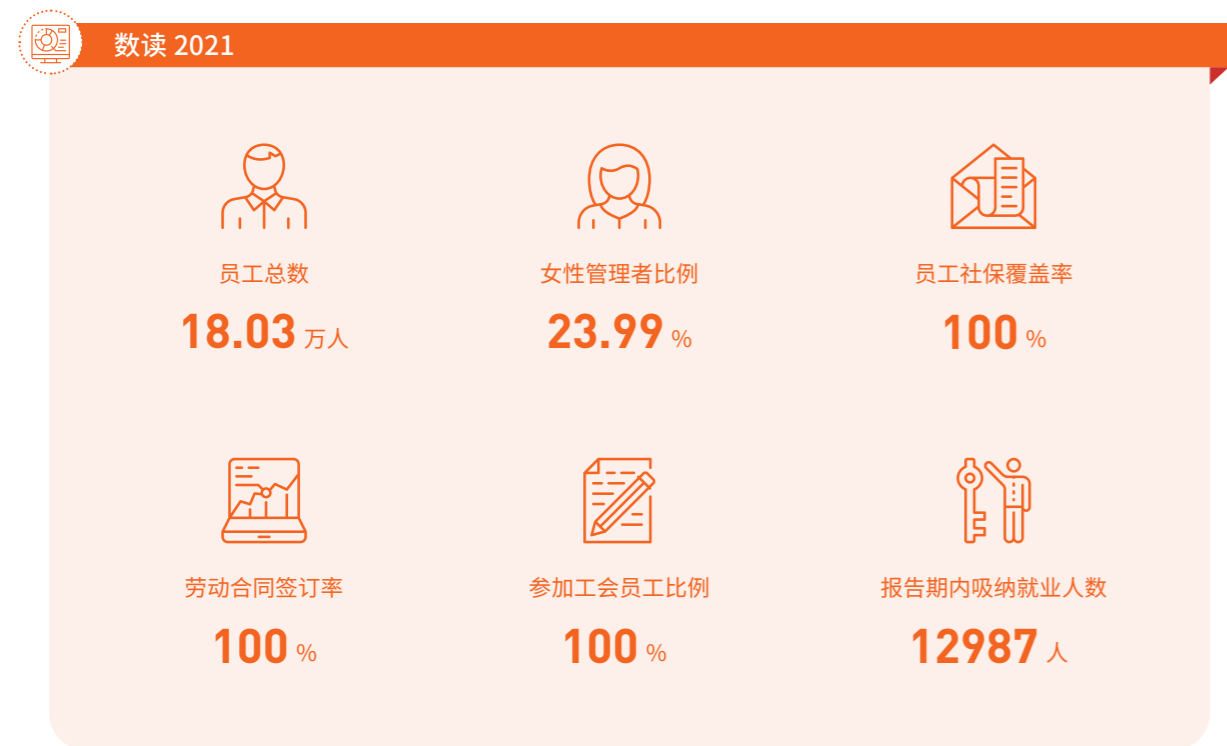 数读 2021
员工总数
女性管理者比例
员工社保覆盖率
18.03 万人
23.99 %
100 %
劳动合同签订率
参加工会员工比例
报告期内吸纳就业人数
100 %
100 %
12987 人